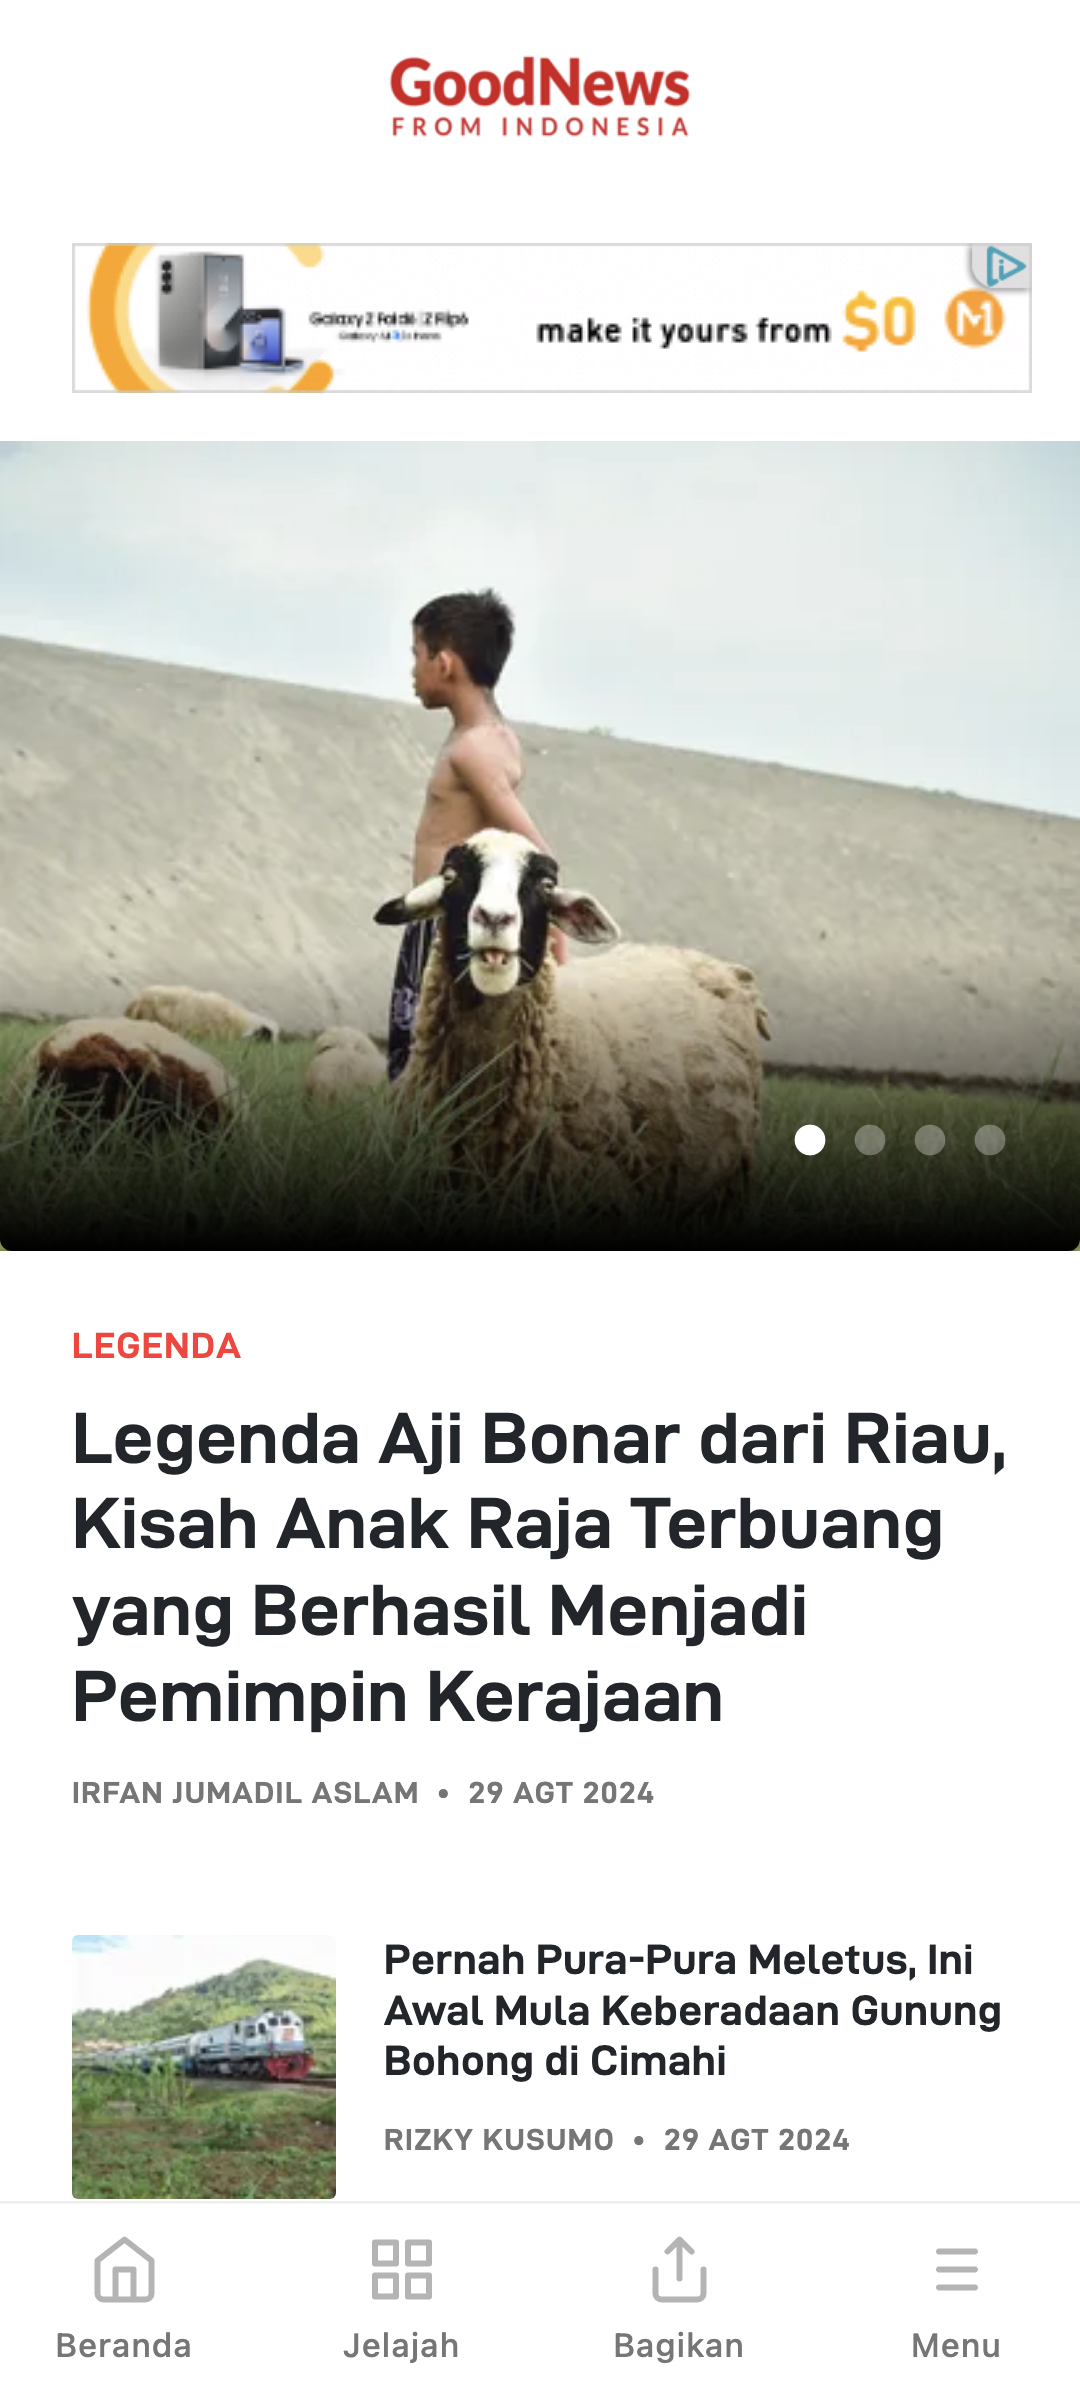 GoodNews
FROM INDONESIA
Galaxy Z Fold6 | Z Flip6
make it yours from $0
M1
LEGENDA
Legenda Aji Bonar dari Riau,
Kisah Anak Raja Terbuang
yang Berhasil Menjadi
Pemimpin Kerajaan
IRFAN JUMADIL ASLAM • 29 AGT 2024
Pernah Pura-Pura Meletus, Ini
Awal Mula Keberadaan Gunung
Bohong di Cimahi
RIZKY KUSUMO • 29 AGT 2024
Beranda
Jelajah
Bagikan
Menu